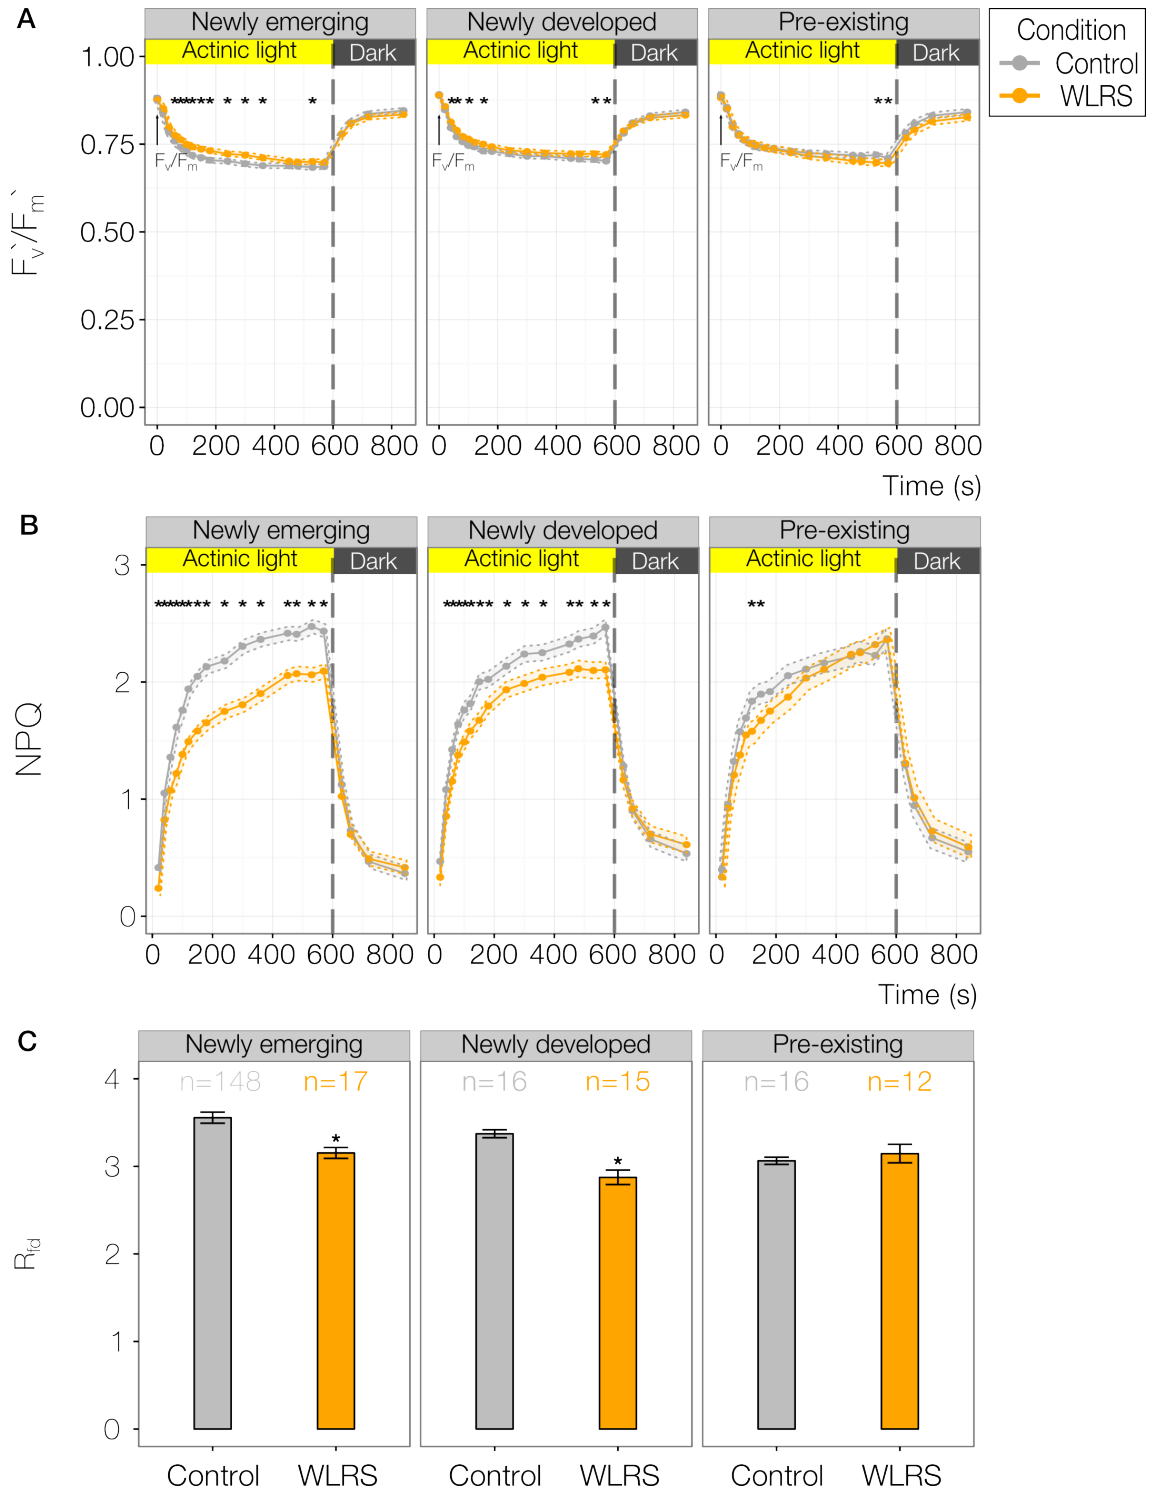 A
Newly emerging Newly developed Pre-existing
Condition
Control
WLRS
Actinic light Dark Actinic light Dark Actinic light Dark
1.00
0.75
0.50
0.25
0.00
** ***** * * * * ** * * ** **
Fv/Fm Fv/Fm Fv/Fm
Fv`/Fm`
0 200 400 600 800 0 200 400 600 800 0 200 400 600 800
Time (s)
B
Newly emerging Newly developed Pre-existing
Actinic light Dark Actinic light Dark Actinic light Dark
3
2
1
0
NPQ
0 200 400 600 800 0 200 400 600 800 0 200 400 600 800
Time (s)
C
Newly emerging Newly developed Pre-existing
n=148 n=17 n=16 n=15 n=16 n=12
4
3
2
1
0
* *
Rfd
Control WLRS Control WLRS Control WLRS